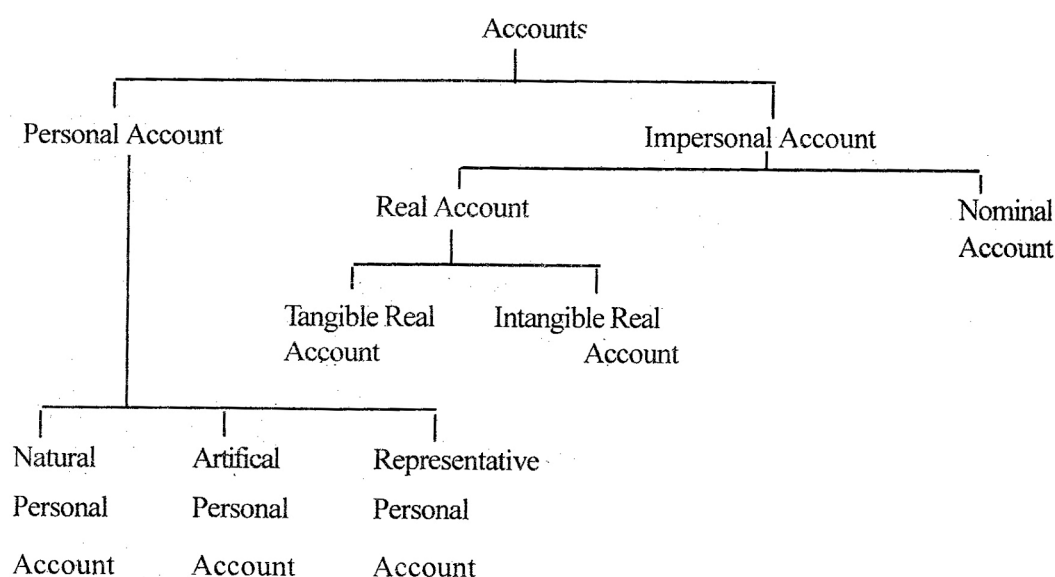 Accounts
Personal Account
Impersonal Account
Real Account
Nominal
Account
Tangible Real
Account
Intangible Real
Account
Natural
Personal
Account
Artifical
Personal
Account
Representative
Personal
Account